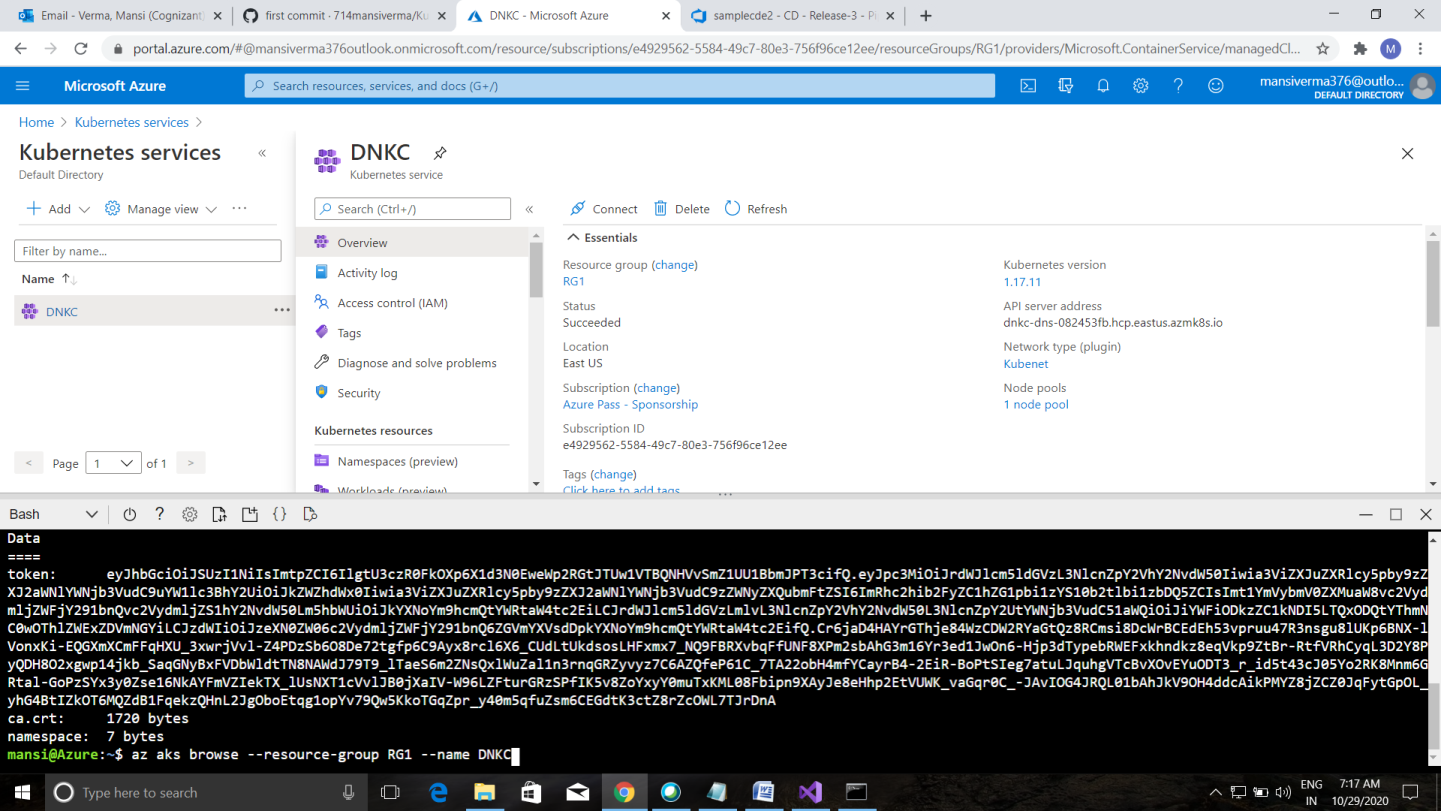 Email - Verma, Mansi (Cognizant)
first commit · 714mansiverma/Ku
DNKC - Microsoft Azure
samplecde2 - CD - Release-3 - Pi
portal.azure.com/#@mansiverma376outlook.onmicrosoft.com/resource/subscriptions/e4929562-5584-49c7-80e3-756f96ce12ee/resourceGroups/RG1/providers/Microsoft.ContainerService/managedCl...
M
Microsoft Azure
Search resources, services, and docs (G+/)
mansiverma376@outlo...
DEFAULT DIRECTORY
Home > Kubernetes services >
Kubernetes services
Default Directory
Add
Manage view
Filter by name...
Name
DNKC
< Page 1 of 1 >
DNKC
Kubernetes service
Search (Ctrl+/)
Overview
Activity log
Access control (IAM)
Tags
Diagnose and solve problems
Security
Kubernetes resources
Namespaces (preview)
Workloads (preview)
Connect
Delete
Refresh
Essentials
Resource group (change)
RG1
Status
Succeeded
Location
East US
Subscription (change)
Azure Pass - Sponsorship
Subscription ID
e4929562-5584-49c7-80e3-756f96ce12ee
Tags (change)
Click here to add tags
Kubernetes version
1.17.11
API server address
dnkc-dns-082453fb.hcp.eastus.azmk8s.io
Network type (plugin)
Kubenet
Node pools
1 node pool
Bash
Data
====
token:
ca.crt: 1720 bytes
namespace: 7 bytes
mansi@Azure:~$ az aks browse --resource-group RG1 --name DNKC
Type here to search
ENG
IN
7:17 AM
10/29/2020